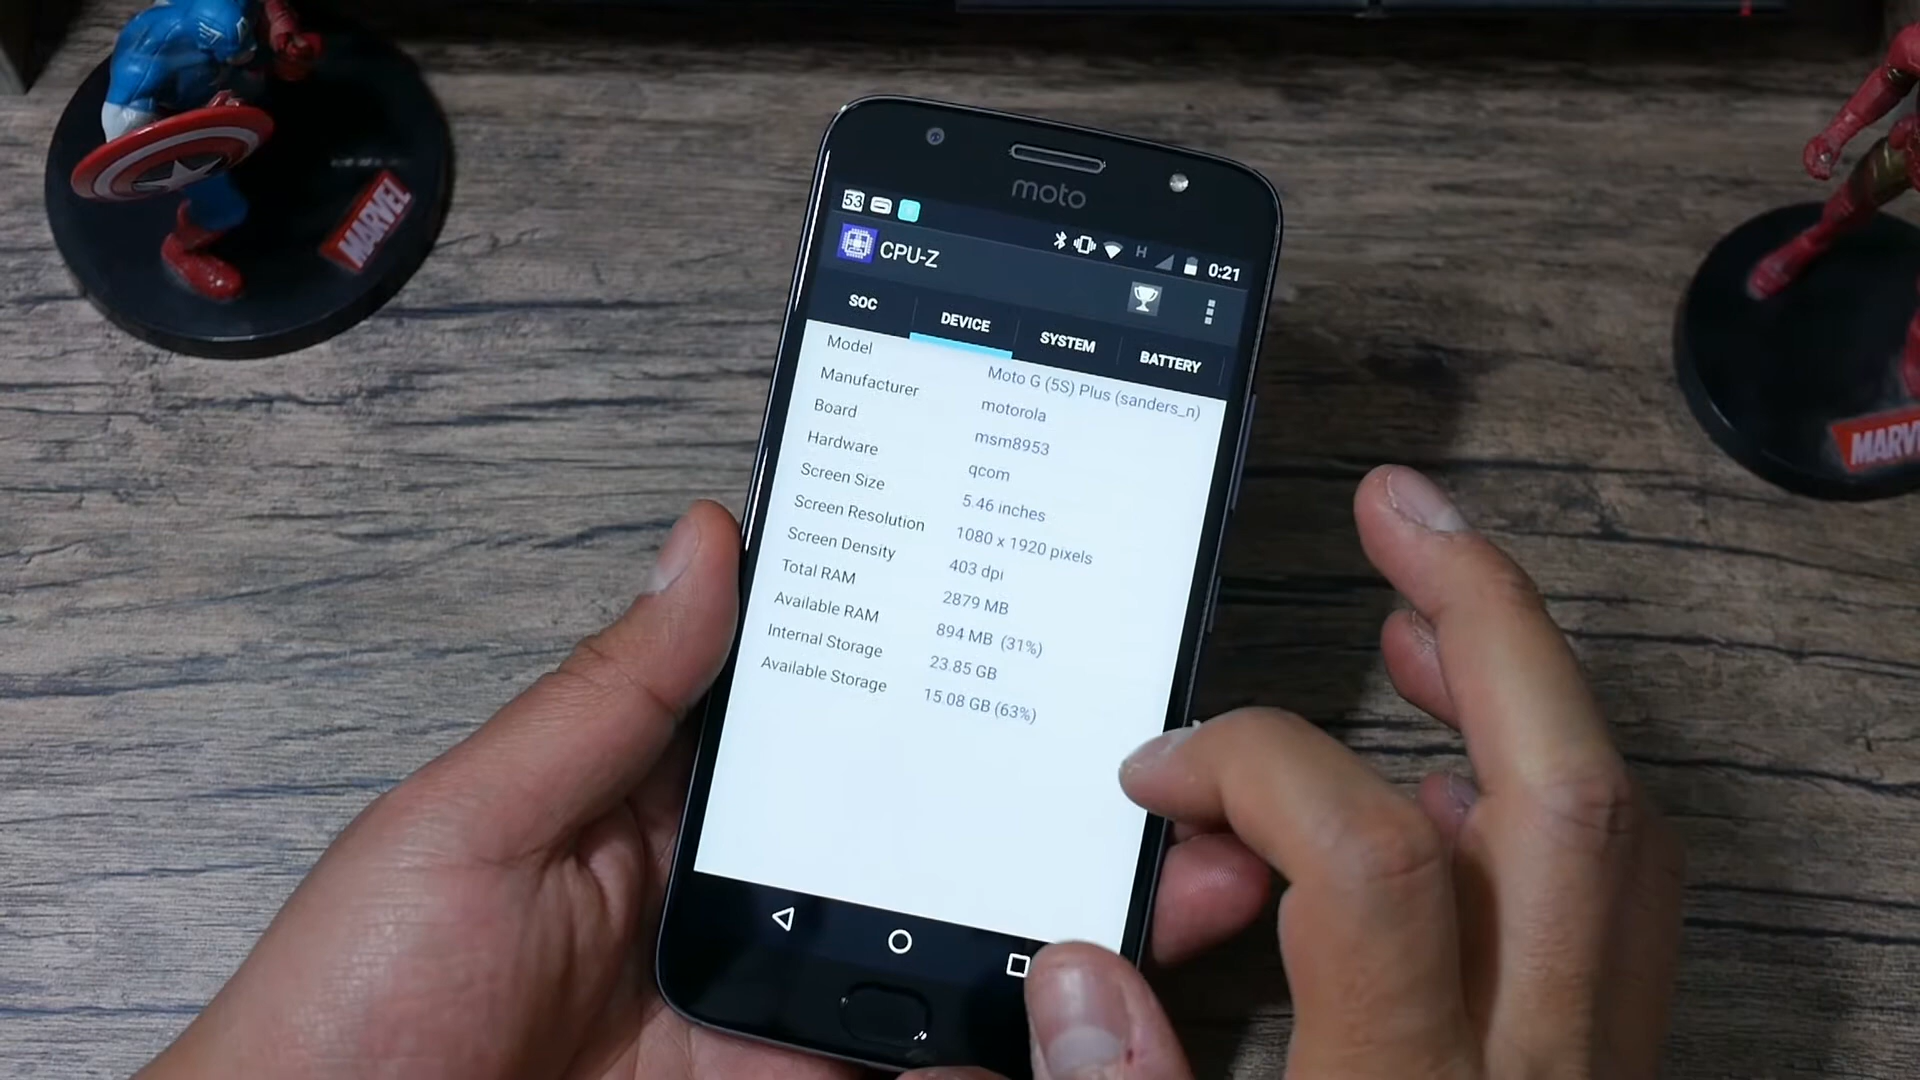 MARVEL
moto
53
H 0:21
CPU-Z
SOC DEVICE SYSTEM BATTERY
Model Moto G (5S) Plus (sanders_n)
Manufacturer motorola
Board msm8953
Hardware qcom
Screen Size 5.46 inches
Screen Resolution 1080 x 1920 pixels
Screen Density 403 dpi
Total RAM 2879 MB
Available RAM 894 MB (31%)
Internal Storage 23.85 GB
Available Storage 15.08 GB (63%)
MARVE